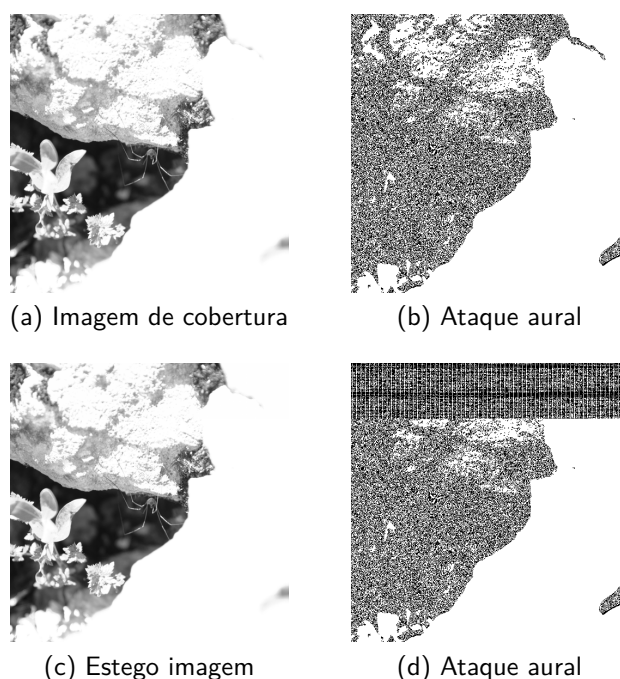 (a) Imagem de cobertura
(b) Ataque aural
(c) Estego imagem
(d) Ataque aural